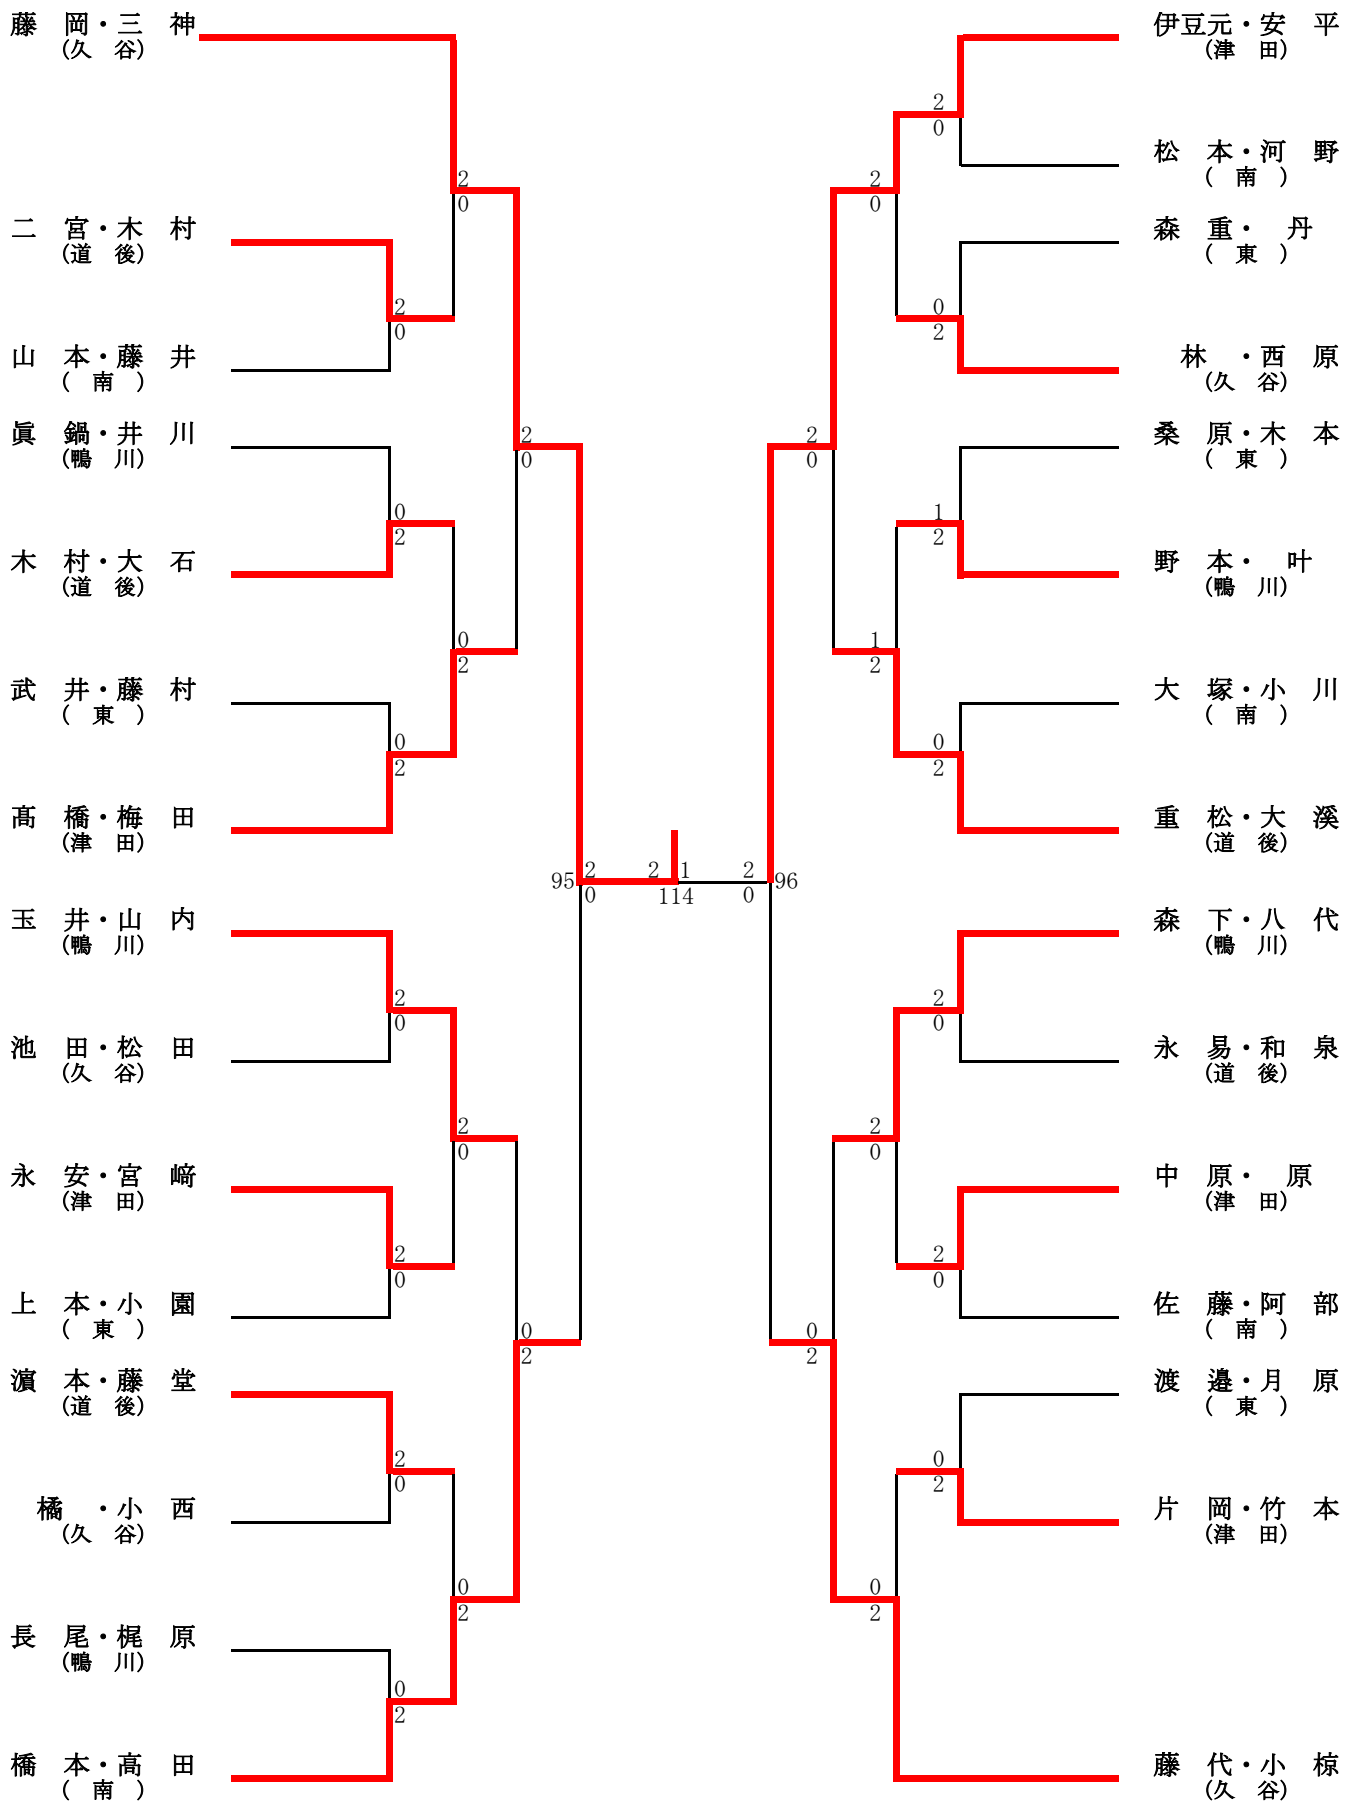 藤　岡・三　神
(久　谷)
2
0
二　宮・木　村
(道　後)
2
0
山　本・藤　井
(　南　)
眞　鍋・井　川
(鴨　川)
2
0
0
2
木　村・大　石
(道　後)
0
2
武　井・藤　村
(　東　)
0
2
髙　橋・梅　田
(津　田)
95
2
0
2
1
114
2
0
96
玉　井・山　内
(鴨　川)
2
0
池　田・松　田
(久　谷)
2
0
永　安・宮　﨑
(津　田)
2
0
上　本・小　園
(　東　)
0
2
濵　本・藤　堂
(道　後)
2
0
橘　・小　西
(久　谷)
0
2
長　尾・梶　原
(鴨　川)
0
2
橋　本・高　田
(　南　)
伊豆元・安　平
(津　田)
2
0
松　本・河　野
(　南　)
2
0
森　重・　丹
(　東　)
0
2
林　・西　原
(久　谷)
2
0
桑　原・木　本
(　東　)
1
2
野　本・　叶
(鴨　川)
1
2
大　塚・小　川
(　南　)
0
2
重　松・大　溪
(道　後)
森　下・八　代
(鴨　川)
2
0
永　易・和　泉
(道　後)
2
0
中　原・　原
(津　田)
2
0
佐　藤・阿　部
(　南　)
0
2
渡　邉・月　原
(　東　)
0
2
片　岡・竹　本
(津　田)
0
2
藤　代・小　椋
(久　谷)